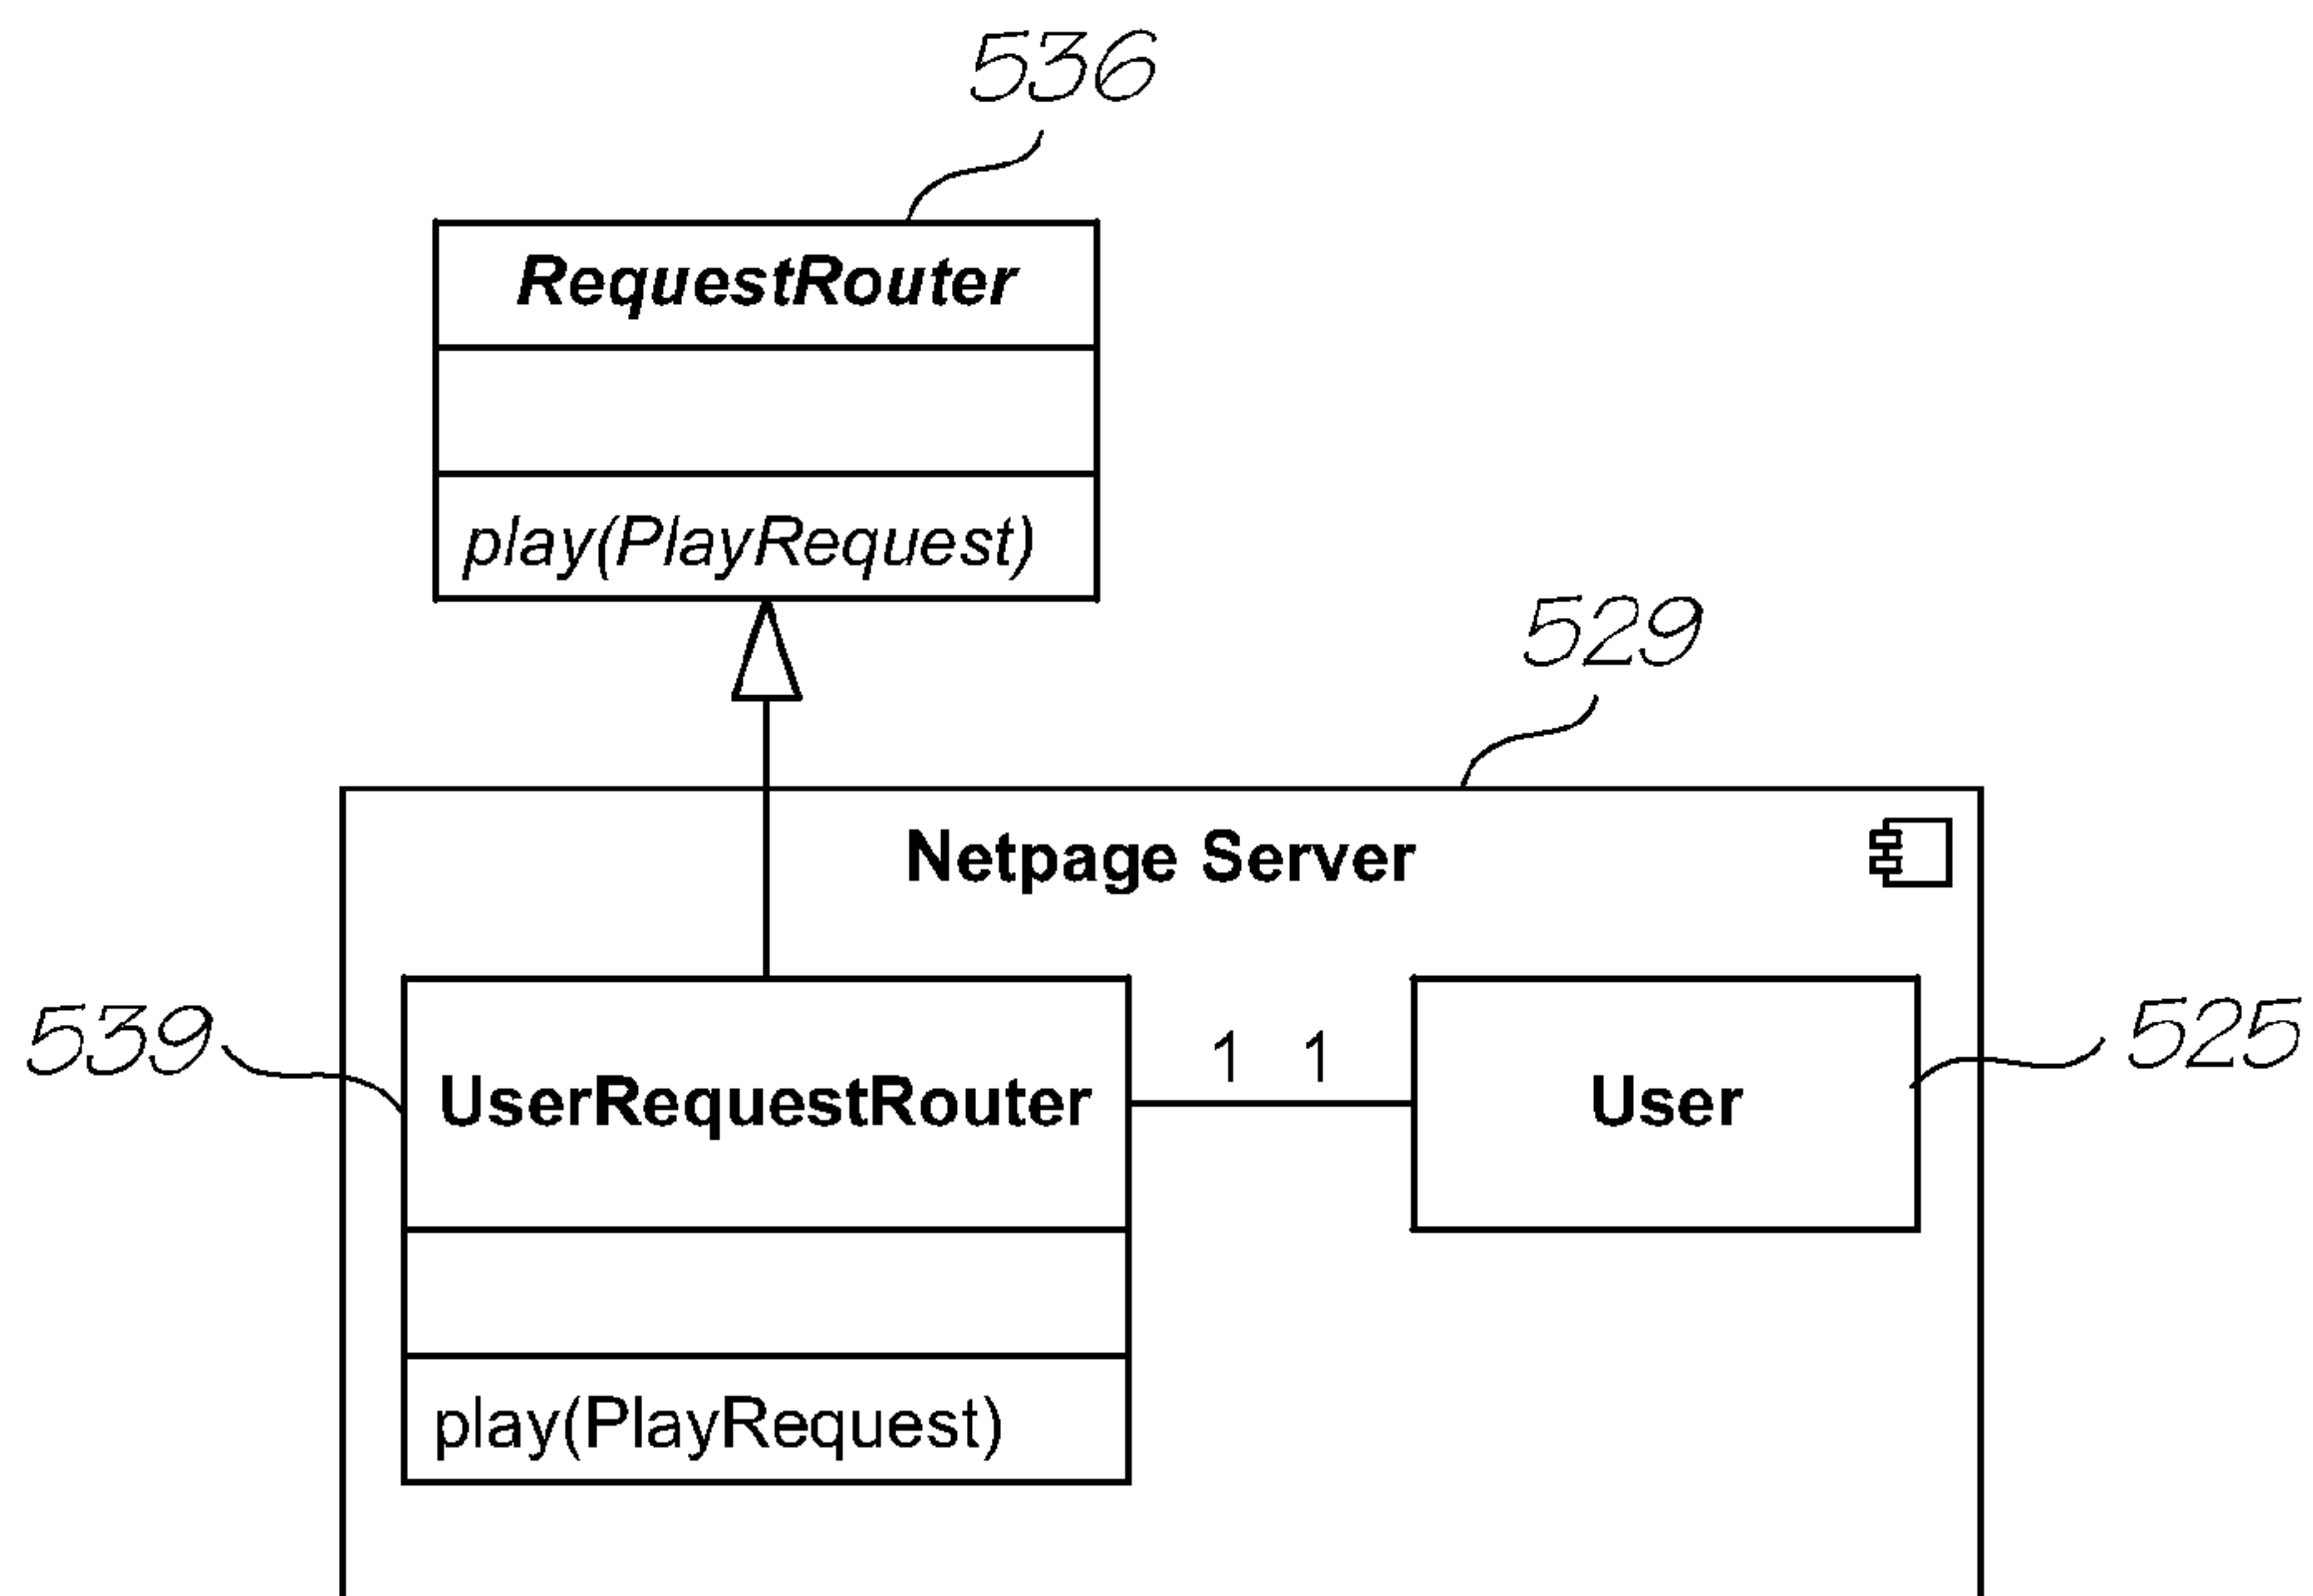 536
RequestRouter
play(PlayRequest)
529
Netpage Server
539
UserRequestRouter
1 1
User
525
play(PlayRequest)